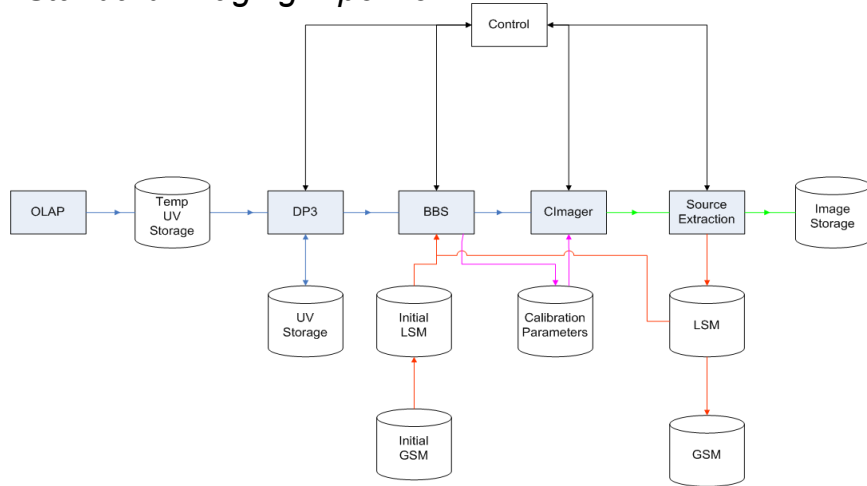 Control
OLAP
Temp
UV
Storage
DP3
BBS
CImager
Source
Extraction
Image
Storage
UV
Storage
Initial
LSM
Calibration
Parameters
LSM
Initial
GSM
GSM